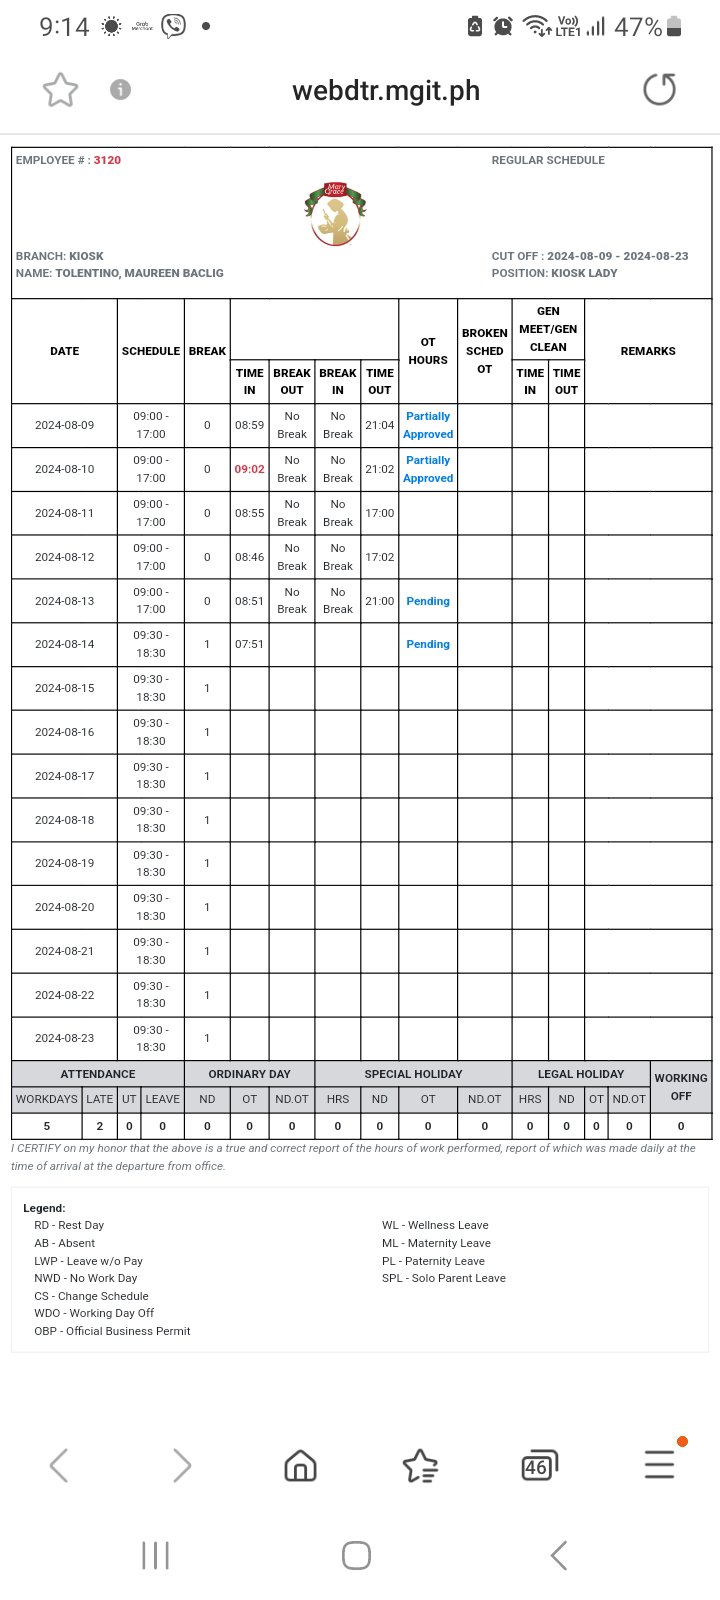 9:14
Grab Merchant
Vo)) LTE1 47%
webdtr.mgit.ph
EMPLOYEE # : 3120 REGULAR SCHEDULE
Mary Grace
BRANCH: KIOSK CUT OFF : 2024-08-09 - 2024-08-23
NAME: TOLENTINO, MAUREEN BACLIG POSITION: KIOSK LADY
DATE SCHEDULE BREAK TIME IN BREAK OUT BREAK IN TIME OUT OT HOURS BROKEN SCHED OT GEN MEET/GEN CLEAN TIME IN TIME OUT REMARKS
2024-08-09 09:00 - 17:00 0 08:59 No Break No Break 21:04 Partially Approved
2024-08-10 09:00 - 17:00 0 09:02 No Break No Break 21:02 Partially Approved
2024-08-11 09:00 - 17:00 0 08:55 No Break No Break 17:00
2024-08-12 09:00 - 17:00 0 08:46 No Break No Break 17:02
2024-08-13 09:00 - 17:00 0 08:51 No Break No Break 21:00 Pending
2024-08-14 09:30 - 18:30 1 07:51 Pending
2024-08-15 09:30 - 18:30 1
2024-08-16 09:30 - 18:30 1
2024-08-17 09:30 - 18:30 1
2024-08-18 09:30 - 18:30 1
2024-08-19 09:30 - 18:30 1
2024-08-20 09:30 - 18:30 1
2024-08-21 09:30 - 18:30 1
2024-08-22 09:30 - 18:30 1
2024-08-23 09:30 - 18:30 1
ATTENDANCE ORDINARY DAY SPECIAL HOLIDAY LEGAL HOLIDAY WORKING OFF
WORKDAYS LATE UT LEAVE ND OT ND.OT HRS ND OT ND.OT HRS ND OT ND.OT
5 2 0 0 0 0 0 0 0 0 0 0 0 0 0 0
I CERTIFY on my honor that the above is a true and correct report of the hours of work performed, report of which was made daily at the
time of arrival at the departure from office.
Legend:
RD - Rest Day
AB - Absent
LWP - Leave w/o Pay
NWD - No Work Day
CS - Change Schedule
WDO - Working Day Off
OBP - Official Business Permit
WL - Wellness Leave
ML - Maternity Leave
PL - Paternity Leave
SPL - Solo Parent Leave
46